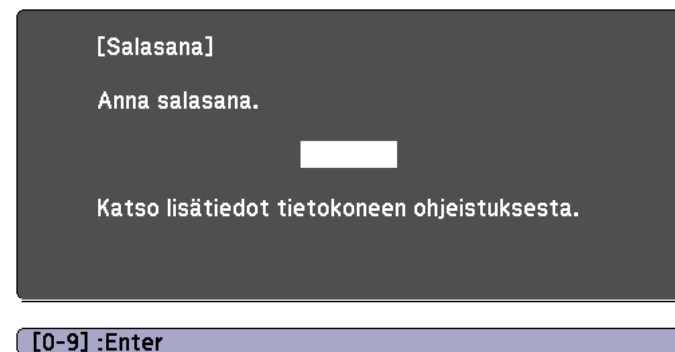 [Salasana]
Anna salasana.
Katso lisätiedot tietokoneen ohjeistuksesta.
[0-9] :Enter